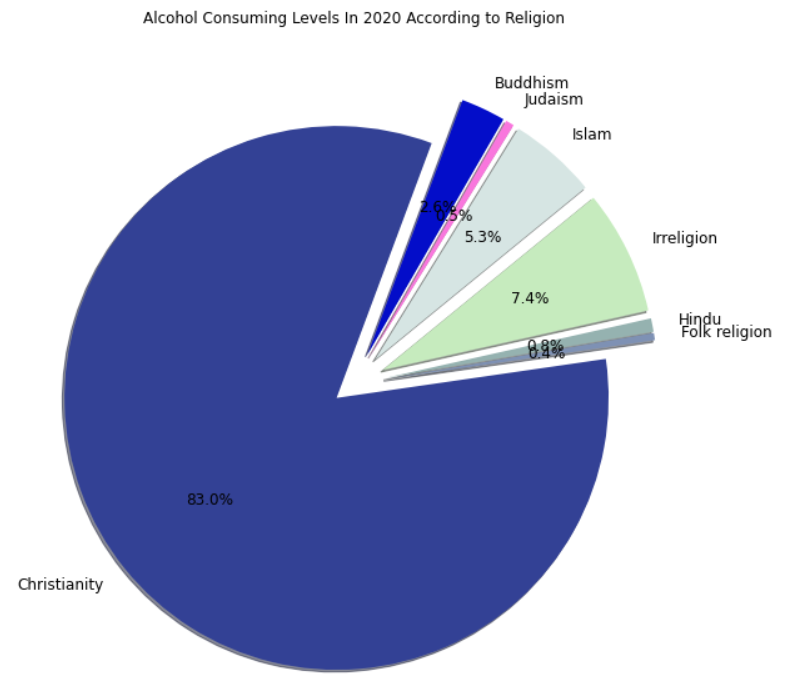 Alcohol Consuming Levels In 2020 According to Religion
Buddhism
Judaism
Islam
2.6%
0.5%
5.3%
Irreligion
7.4%
Hindu
Folk religion
0.8%
0.4%
83.0%
Christianity